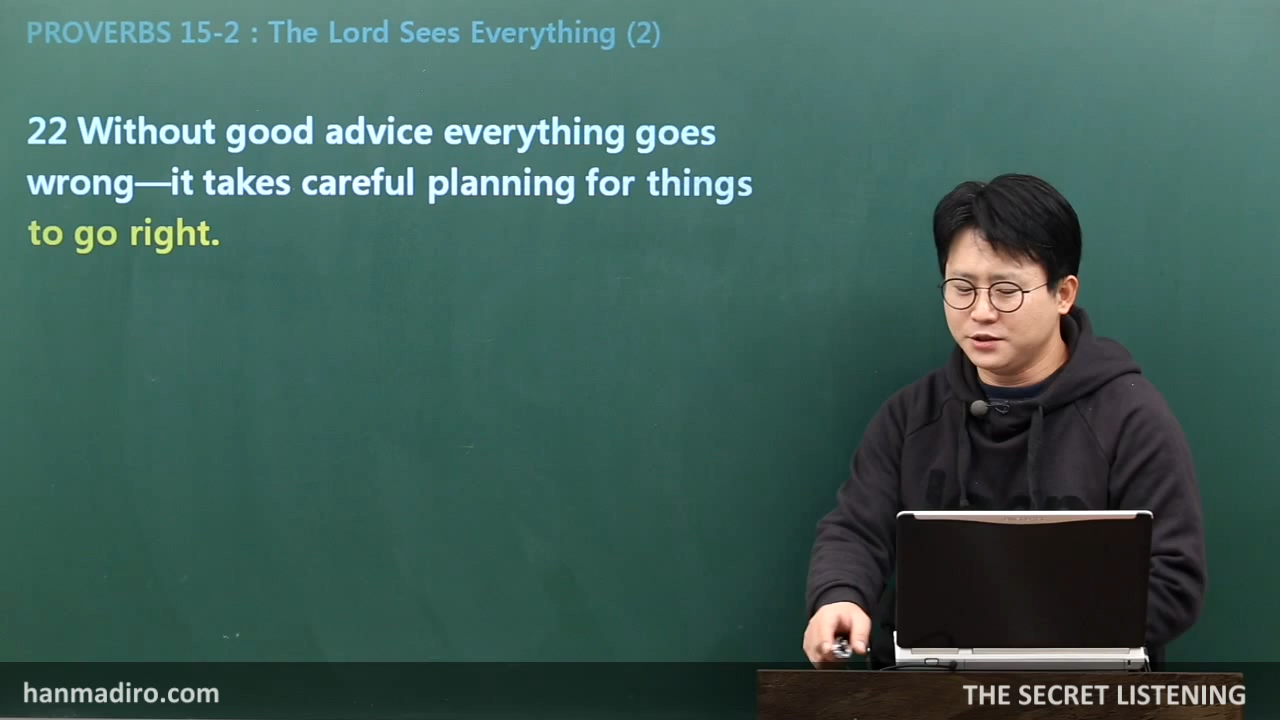 PROVERBS 15-2 : The Lord Sees Everything (2)
22 Without good advice everything goes
wrong—it takes careful planning for things
to go right.
hanmadiro.com
THE SECRET LISTENING